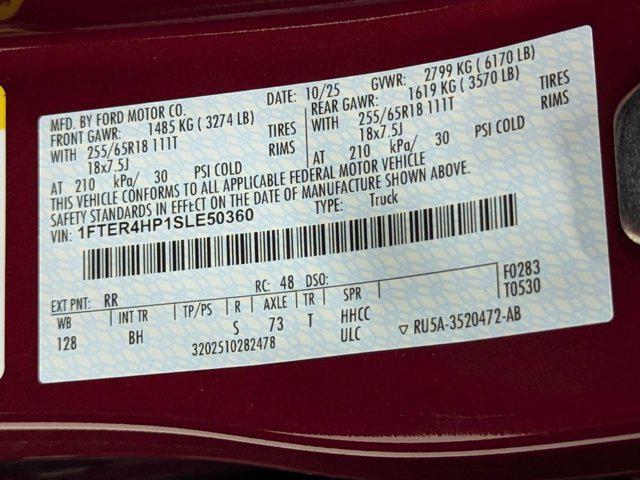 MFD. BY FORD MOTOR CO. DATE: 10/25 GVWR: 2799 KG ( 6170 LB)
FRONT GAWR: 1485 KG ( 3274 LB) REAR GAWR: 1619 KG ( 3570 LB)
WITH 255/65R18 111T TIRES WITH 255/65R18 111T TIRES
18x7.5J RIMS 18x7.5J RIMS
AT 210 kPa/ 30 PSI COLD AT 210 kPa/ 30 PSI COLD
THIS VEHICLE CONFORMS TO ALL APPLICABLE FEDERAL MOTOR VEHICLE
SAFETY STANDARDS IN EFFECT ON THE DATE OF MANUFACTURE SHOWN ABOVE.
VIN: 1FTER4HP1SLE50360 TYPE: Truck
EXT PNT: RR RC: 48 DSO: F0283
WB INT TR TP/PS R AXLE TR SPR T0530
128 BH S 73 T HHCC
3202510282478 ULC ▽ RU5A-3520472-AB